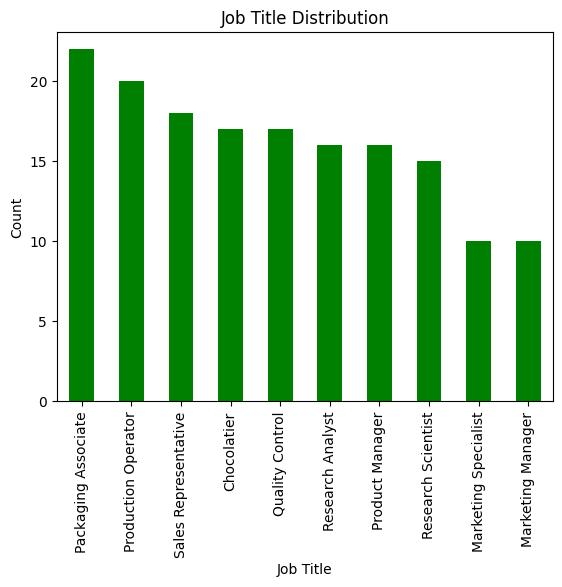 Job Title Distribution
Count
20
15
10
5
0
Packaging Associate
Production Operator
Sales Representative
Chocolatier
Quality Control
Research Analyst
Product Manager
Research Scientist
Marketing Specialist
Marketing Manager
Job Title